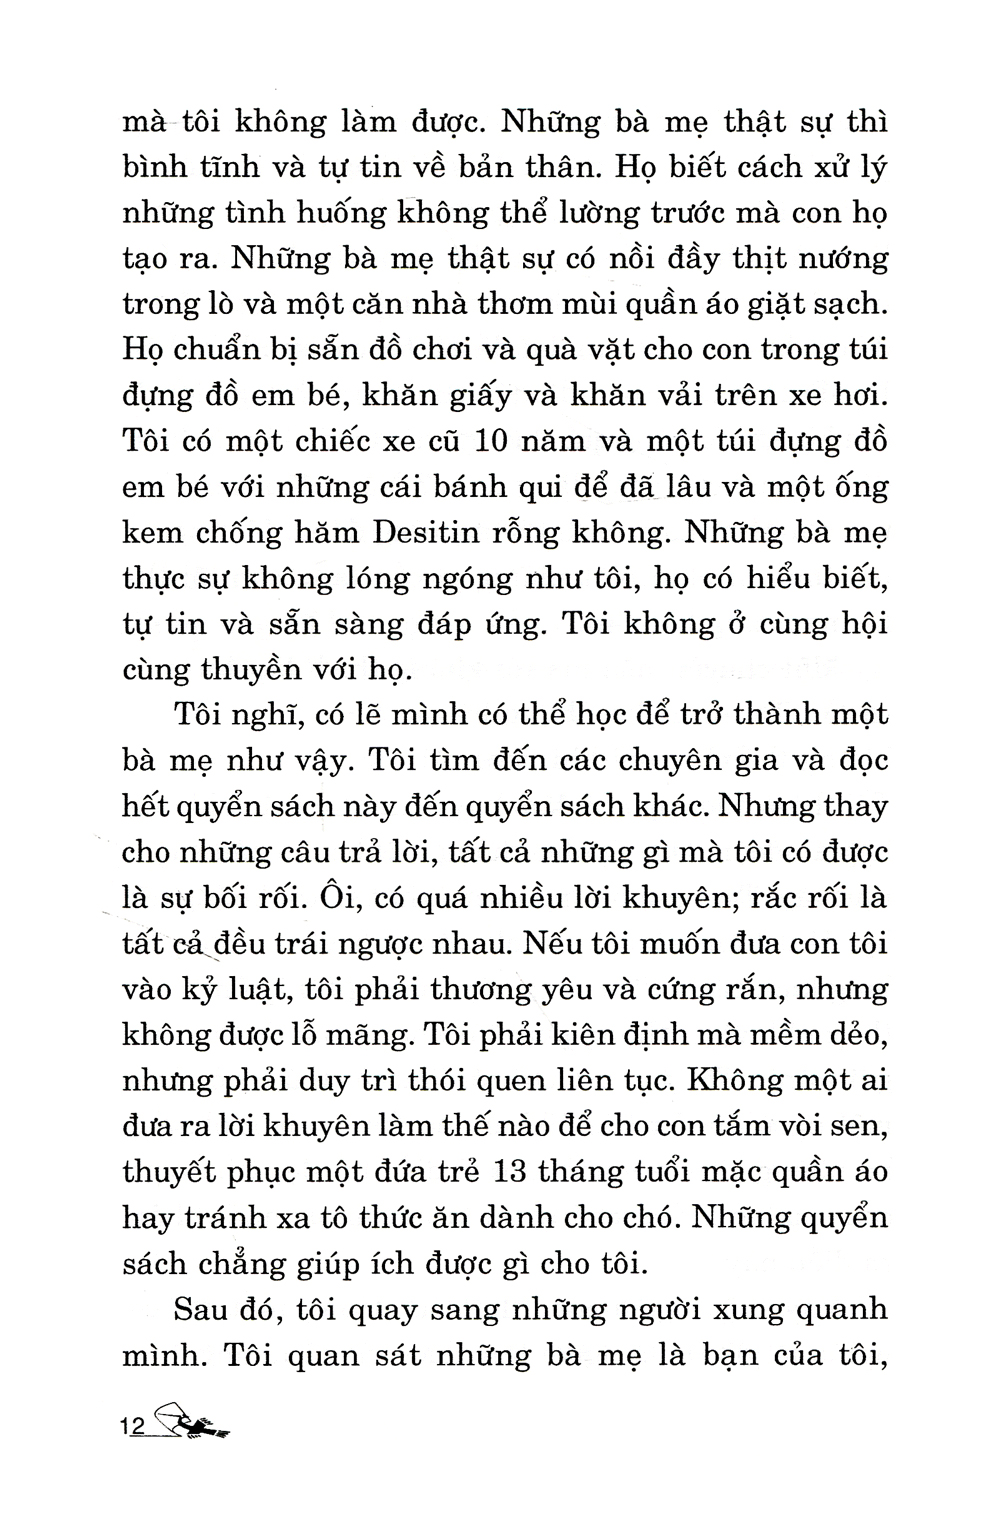 mà tôi không làm được. Những bà mẹ thật sự thì
bình tĩnh và tự tin về bản thân. Họ biết cách xử lý
những tình huống không thể lường trước mà con họ
tạo ra. Những bà mẹ thật sự có nồi đầy thịt nướng
trong lò và một căn nhà thơm mùi quần áo giặt sạch.
Họ chuẩn bị sẵn đồ chơi và quà vặt cho con trong túi
đựng đồ em bé, khăn giấy và khăn vải trên xe hơi.
Tôi có một chiếc xe cũ 10 năm và một túi đựng đồ
em bé với những cái bánh qui để đã lâu và một ống
kem chống hăm Desitin rỗng không. Những bà mẹ
thực sự không lóng ngóng như tôi, họ có hiểu biết,
tự tin và sẵn sàng đáp ứng. Tôi không ở cùng hội
cùng thuyền với họ.
Tôi nghĩ, có lẽ mình có thể học để trở thành một
bà mẹ như vậy. Tôi tìm đến các chuyên gia và đọc
hết quyển sách này đến quyển sách khác. Nhưng thay
cho những câu trả lời, tất cả những gì mà tôi có được
là sự bối rối. Ôi, có quá nhiều lời khuyên; rắc rối là
tất cả đều trái ngược nhau. Nếu tôi muốn đưa con tôi
vào kỷ luật, tôi phải thương yêu và cứng rắn, nhưng
không được lỗ mãng. Tôi phải kiên định mà mềm dẻo,
nhưng phải duy trì thói quen liên tục. Không một ai
đưa ra lời khuyên làm thế nào để cho con tắm vòi sen,
thuyết phục một đứa trẻ 13 tháng tuổi mặc quần áo
hay tránh xa tô thức ăn dành cho chó. Những quyển
sách chẳng giúp ích được gì cho tôi.
Sau đó, tôi quay sang những người xung quanh
mình. Tôi quan sát những bà mẹ là bạn của tôi,
12